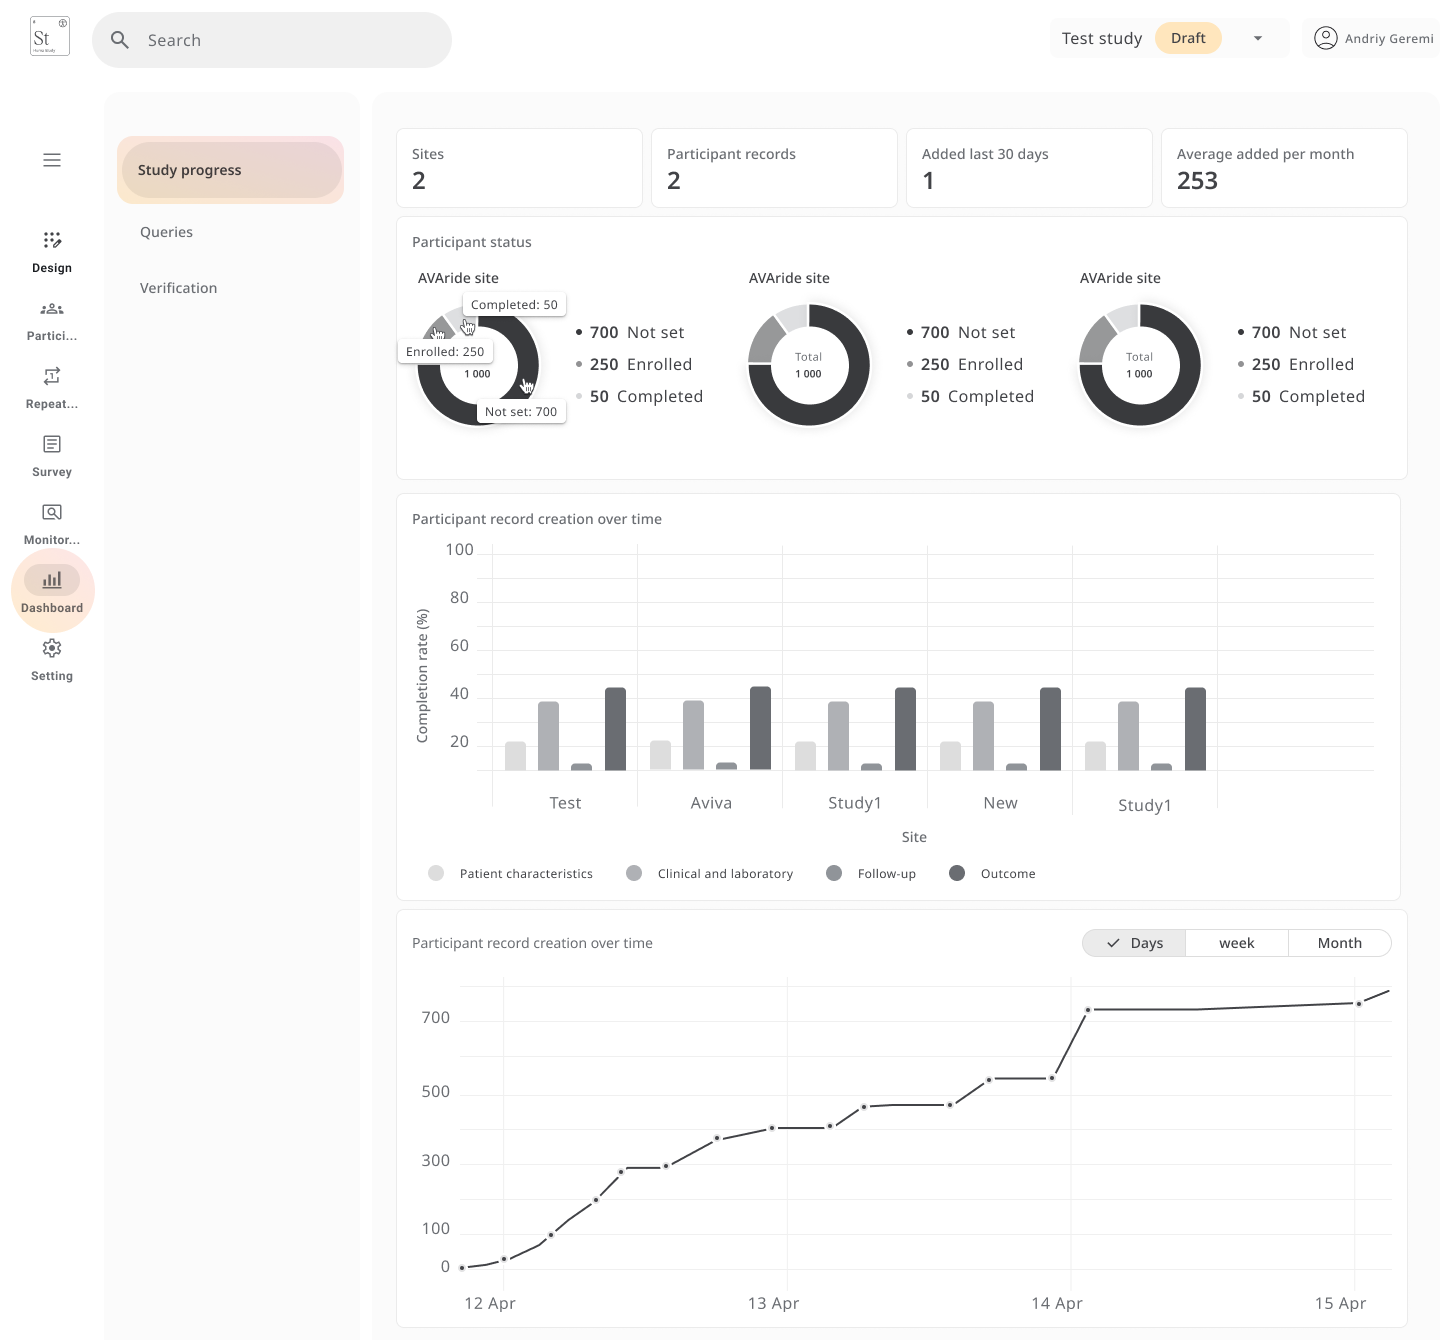 St
Search
Test study
Draft
Andriy Geremi
Study progress
Queries
Verification
Design
Partici...
Repeat...
Survey
Monitor...
Dashboard
Setting
Sites
2
Participant records
2
Added last 30 days
1
Average added per month
253
Participant status
AVAride site
Completed: 50
Enrolled: 250
1 000
Not set: 700
700 Not set
250 Enrolled
50 Completed
AVAride site
Total
1 000
700 Not set
250 Enrolled
50 Completed
AVAride site
Total
1 000
700 Not set
250 Enrolled
50 Completed
Participant record creation over time
Completion rate (%)
100
80
60
40
20
Test
Aviva
Study1
New
Study1
Site
Patient characteristics
Clinical and laboratory
Follow-up
Outcome
Participant record creation over time
Days
week
Month
700
500
300
100
0
12 Apr
13 Apr
14 Apr
15 Apr